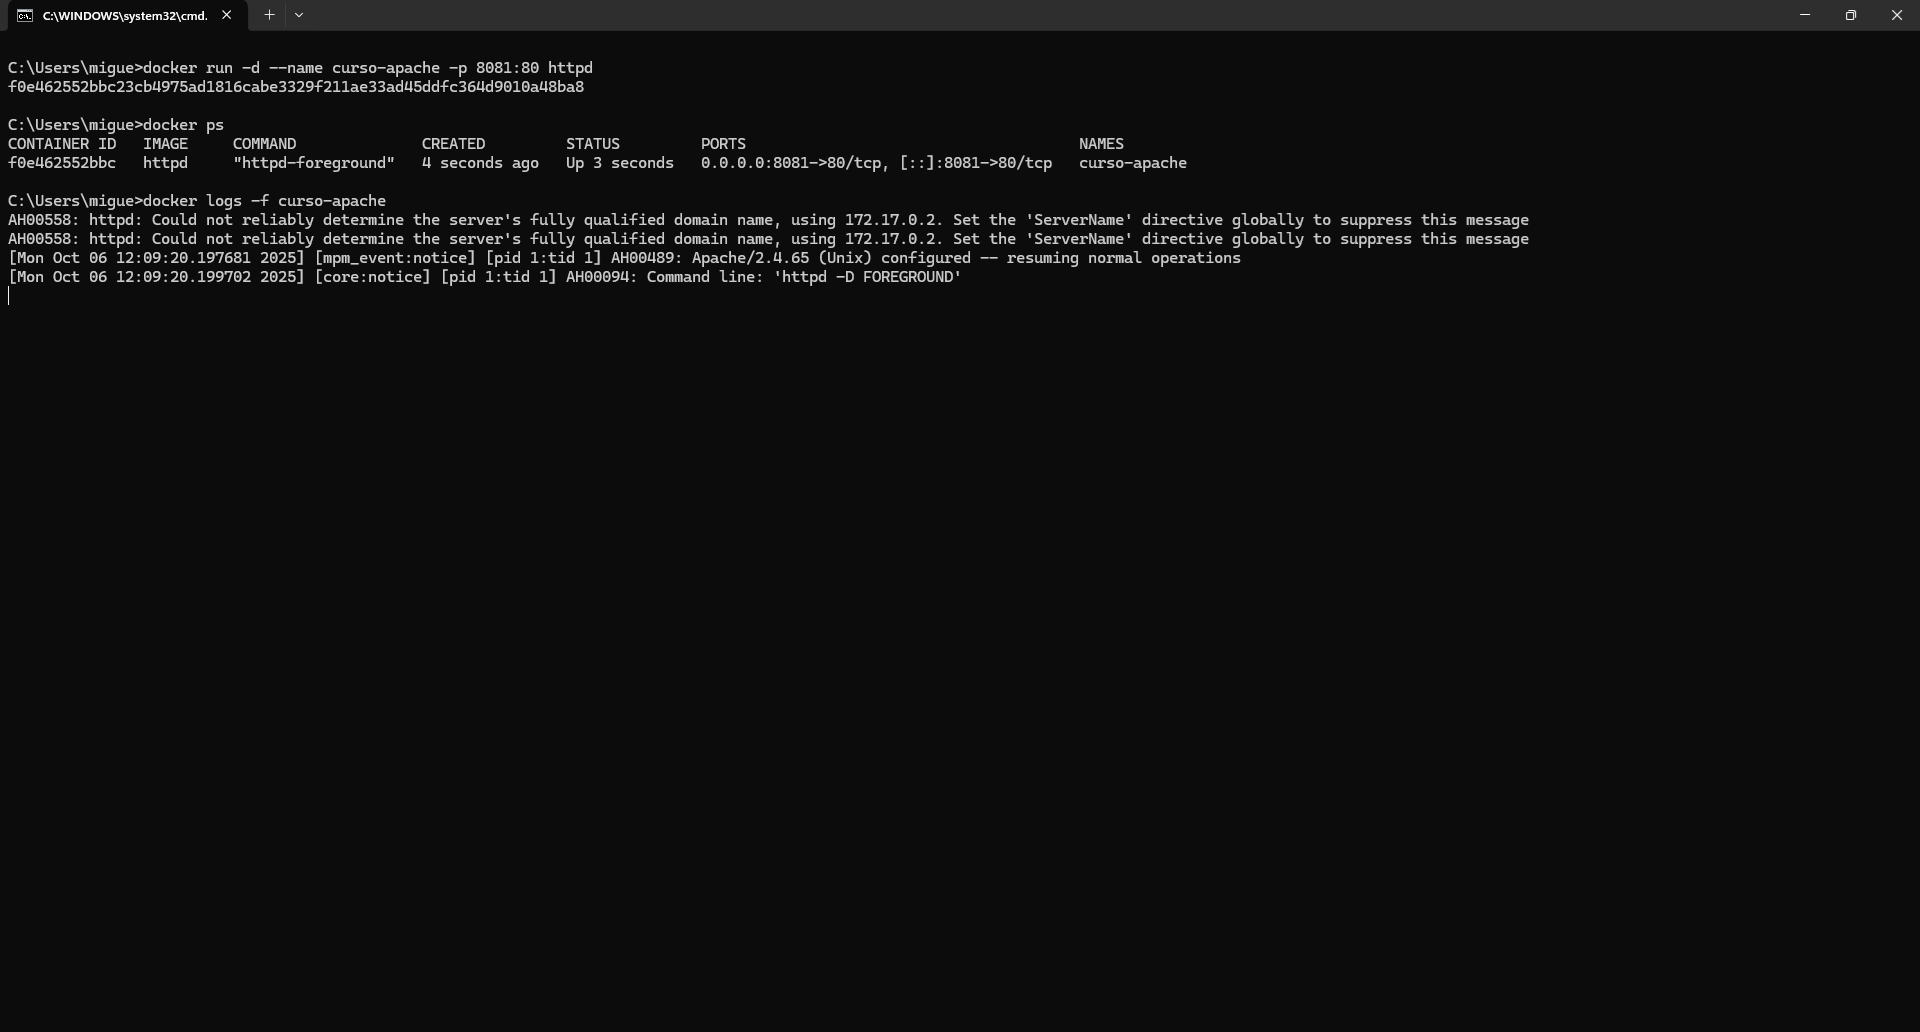 C:\WINDOWS\system32\cmd.
C:\Users\migue>docker run -d --name curso-apache -p 8081:80 httpd
f0e462552bbc23cb4975ad1816cabe3329f211ae33ad45ddfc364d9010a48ba8
C:\Users\migue>docker ps
CONTAINER ID   IMAGE     COMMAND              CREATED         STATUS         PORTS                                     NAMES
f0e462552bbc   httpd     "httpd-foreground"   4 seconds ago   Up 3 seconds   0.0.0.0:8081->80/tcp, [::]:8081->80/tcp   curso-apache
C:\Users\migue>docker logs -f curso-apache
AH00558: httpd: Could not reliably determine the server's fully qualified domain name, using 172.17.0.2. Set the 'ServerName' directive globally to suppress this message
AH00558: httpd: Could not reliably determine the server's fully qualified domain name, using 172.17.0.2. Set the 'ServerName' directive globally to suppress this message
[Mon Oct 06 12:09:20.197681 2025] [mpm_event:notice] [pid 1:tid 1] AH00489: Apache/2.4.65 (Unix) configured -- resuming normal operations
[Mon Oct 06 12:09:20.199702 2025] [core:notice] [pid 1:tid 1] AH00094: Command line: 'httpd -D FOREGROUND'